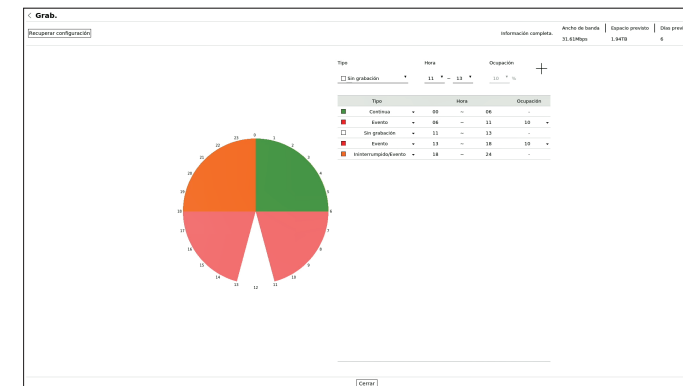 < Grab.
Recuperar configuración
Información completa.
Ancho de banda
Espacio previsto
Días previ
31.61Mbps
1.94TB
6
Tipo Hora Ocupación
Sin grabación 11 ~ 13 10 %
Tipo Hora Ocupación
Continua 00 ~ 06 -
Evento 06 ~ 11 10
Sin grabación 11 ~ 13 -
Evento 13 ~ 18 10
Ininterrumpido/Evento 18 ~ 24 -
0
1
2
3
4
5
6
7
8
9
10
11
12
13
14
15
16
17
18
19
20
21
22
23
Cerrar